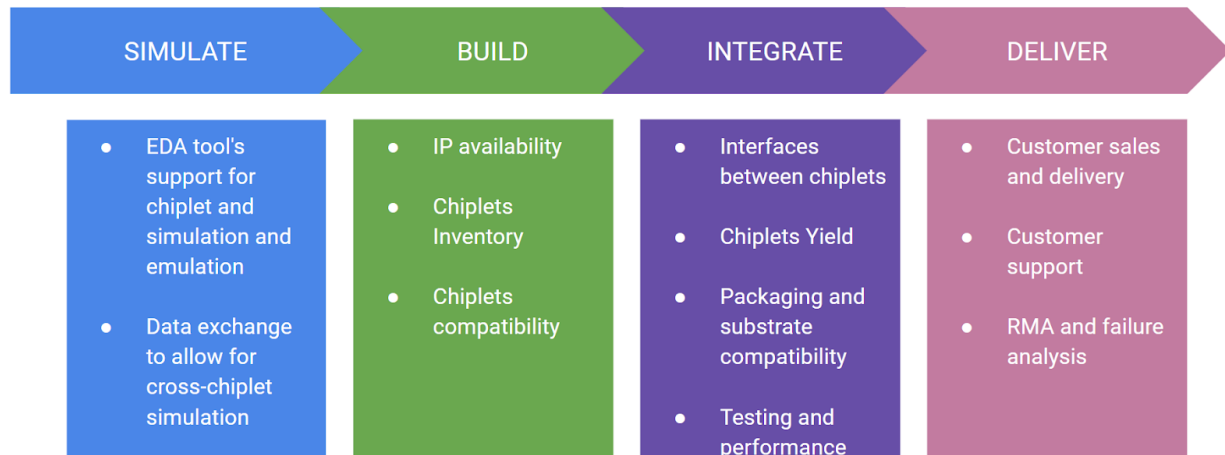 SIMULATE
BUILD
INTEGRATE
DELIVER
EDA tool's
support for
chiplet and
simulation and
emulation
Data exchange
to allow for
cross-chiplet
simulation
IP availability
Chiplets
Inventory
Chiplets
compatibility
Interfaces
between chiplets
Chiplets Yield
Packaging and
substrate
compatibility
Testing and
performance
Customer sales
and delivery
Customer
support
RMA and failure
analysis